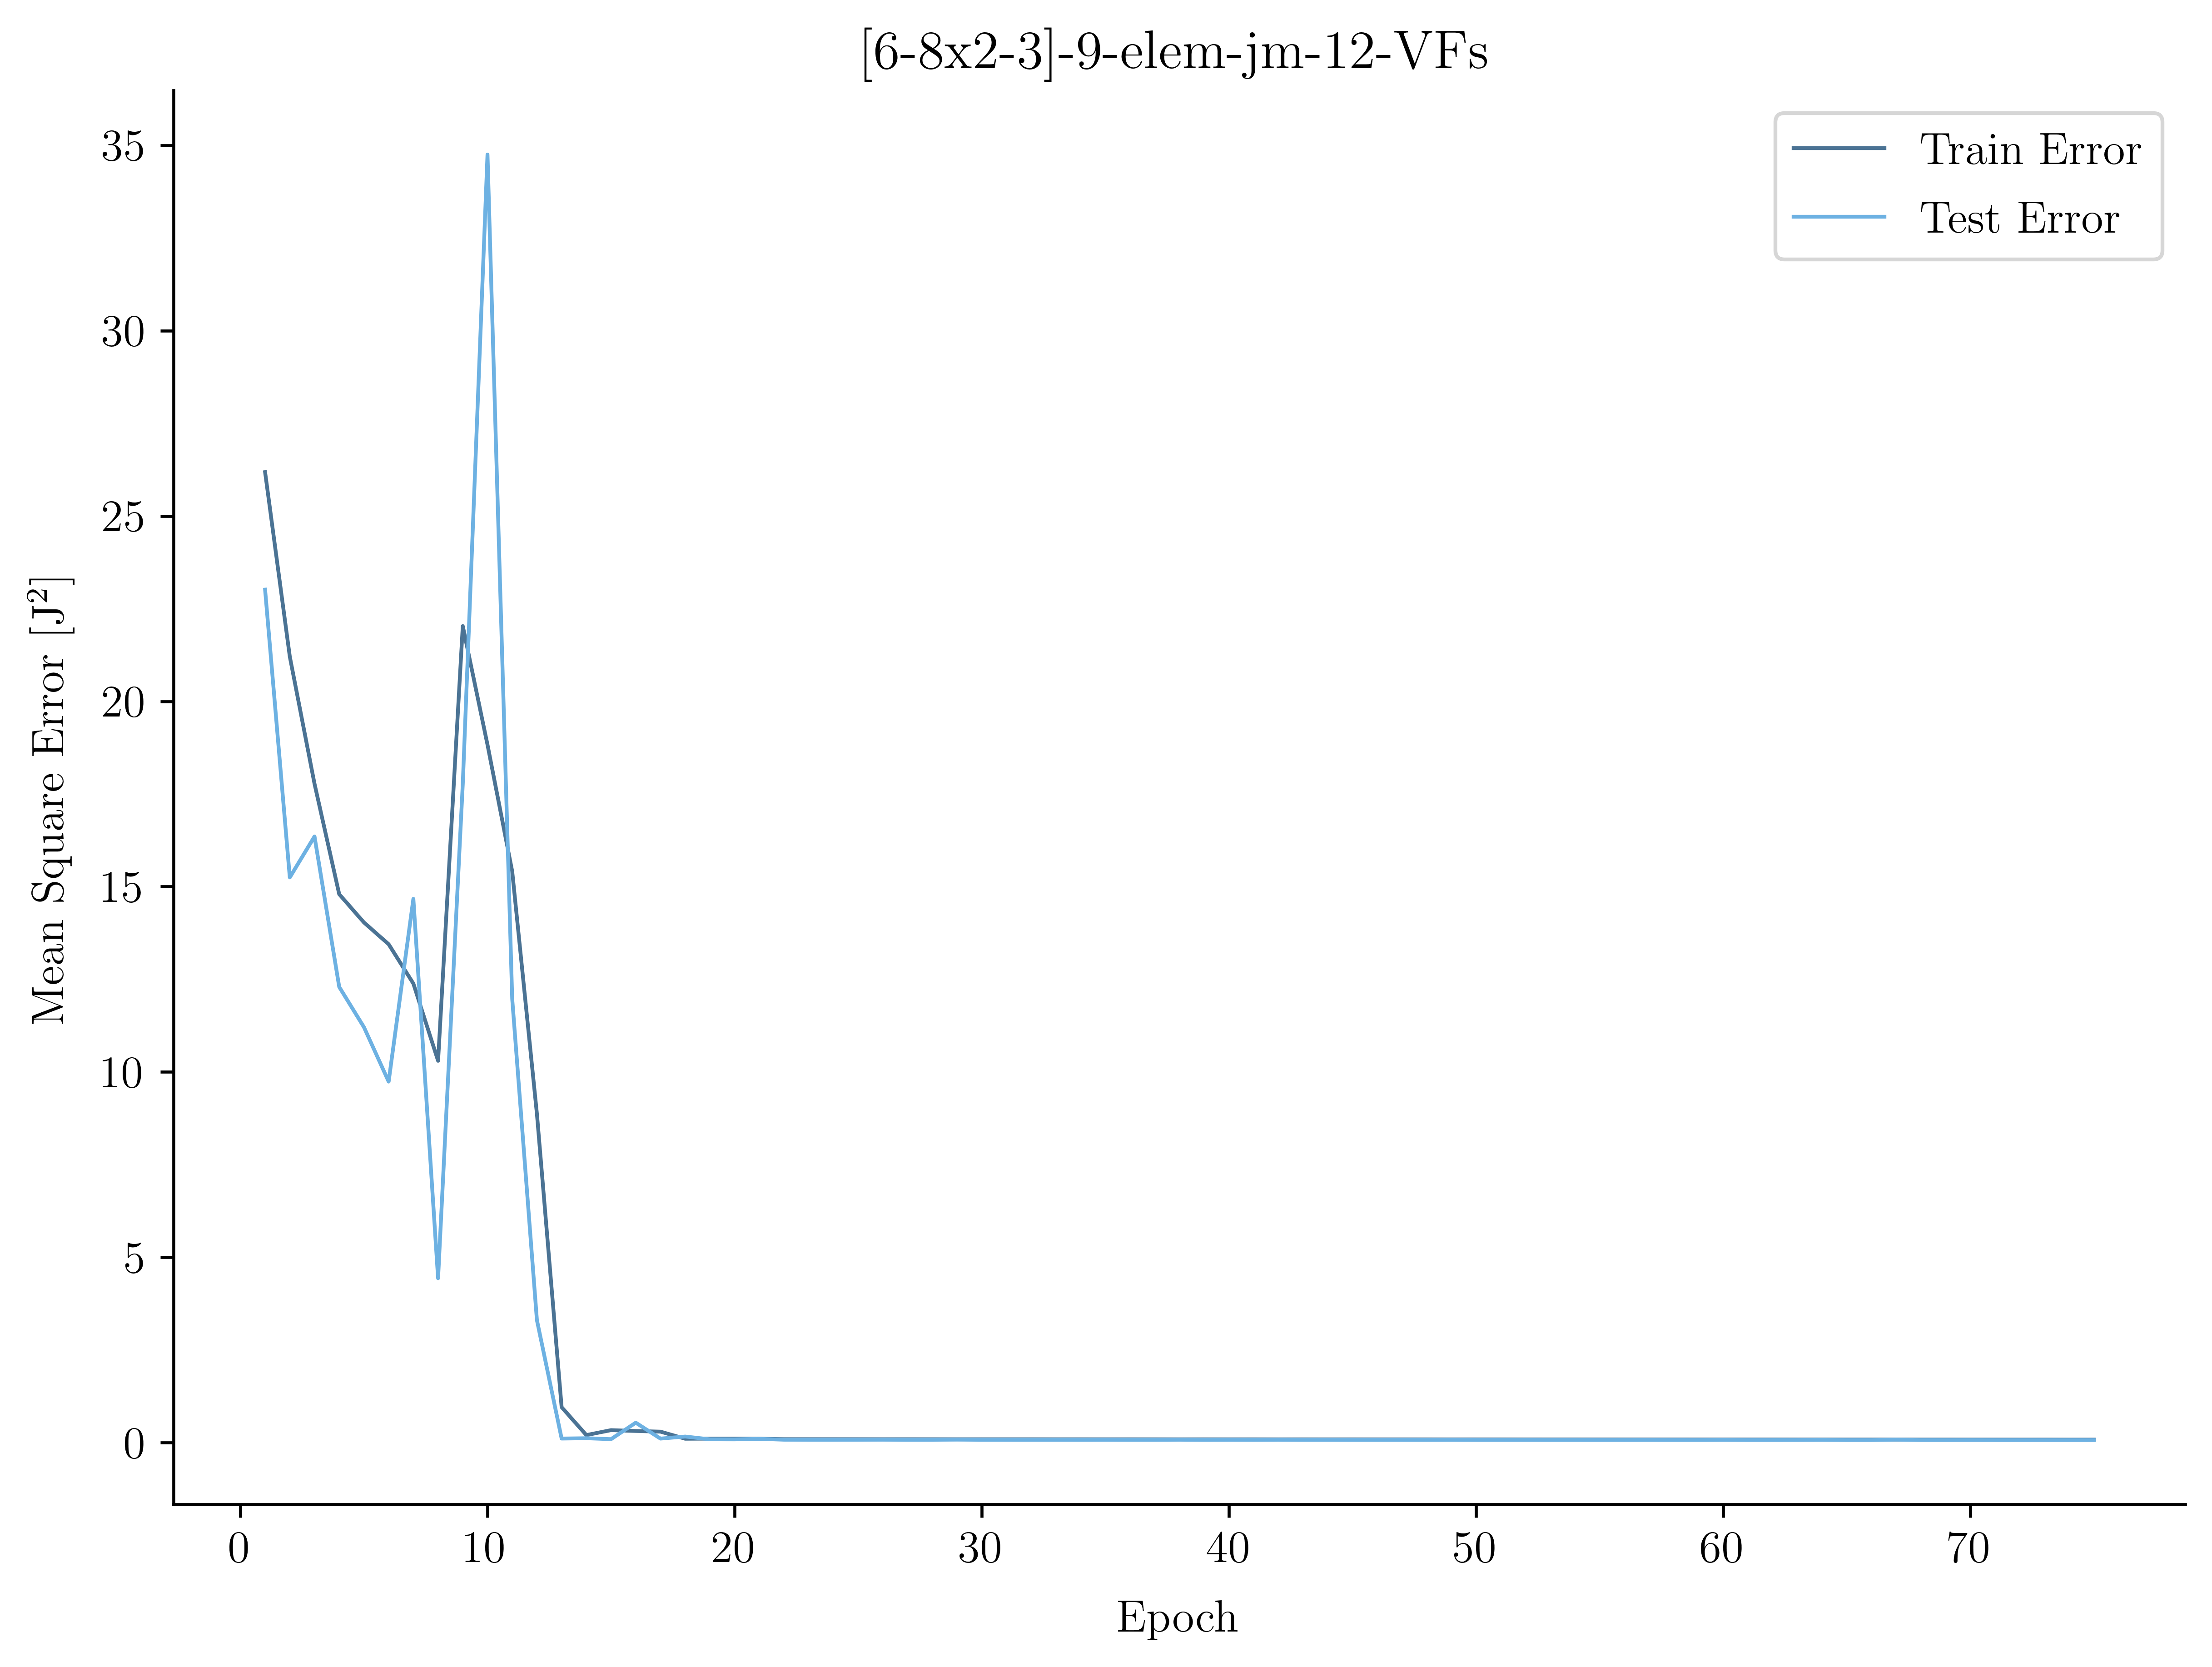 [6-8x2-3]-9-elem-jm-12-VFs
Train Error
Test Error
Mean Square Error [J²]
35
30
25
20
15
10
5
0
0 10 20 30 40 50 60 70
Epoch